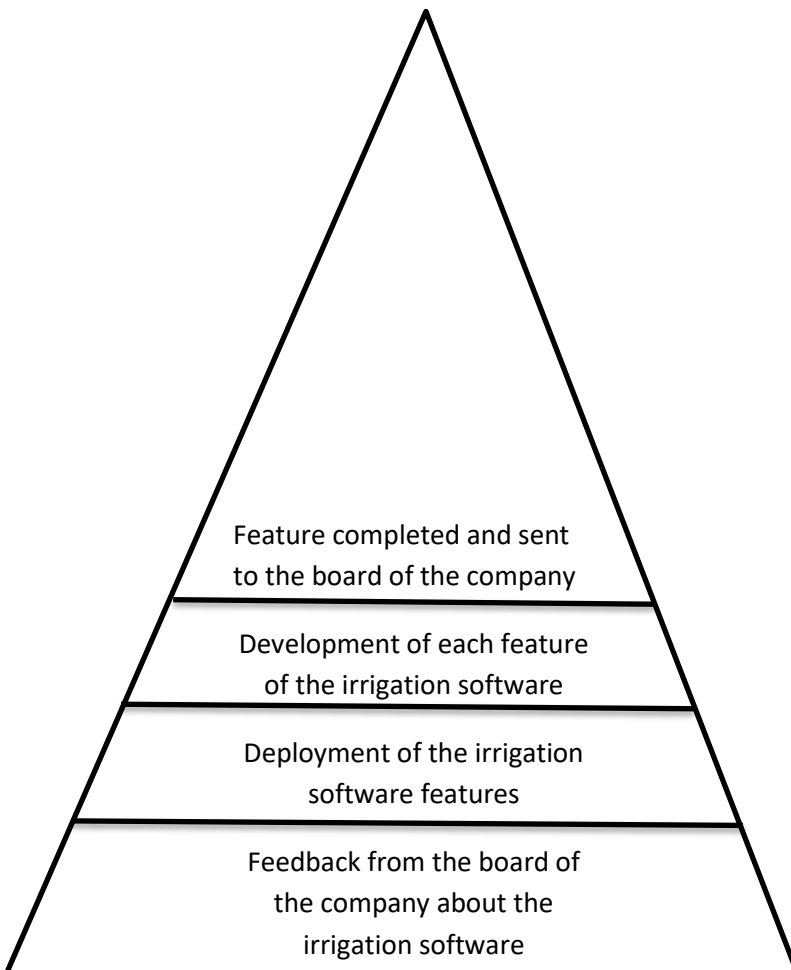 Feature completed and sent
to the board of the company
Development of each feature
of the irrigation software
Deployment of the irrigation
software features
Feedback from the board of
the company about the
irrigation software